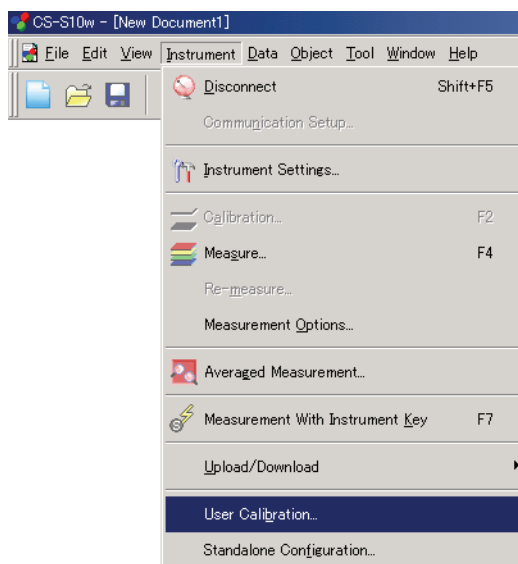 CS-S10w - [New Document1]
File Edit View Instrument Data Object Tool Window Help
Disconnect Shift+F5
Communication Setup...
Instrument Settings...
Calibration... F2
Measure... F4
Re-measure...
Measurement Options...
Averaged Measurement...
Measurement With Instrument Key F7
Upload/Download
User Calibration...
Standalone Configuration...